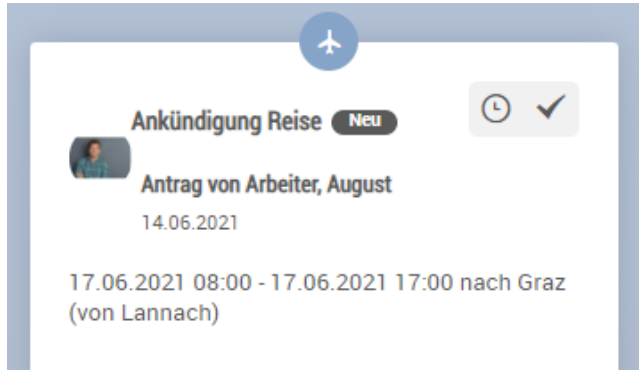 Ankündigung Reise Neu
Antrag von Arbeiter, August
14.06.2021
17.06.2021 08:00 - 17.06.2021 17:00 nach Graz
(von Lannach)